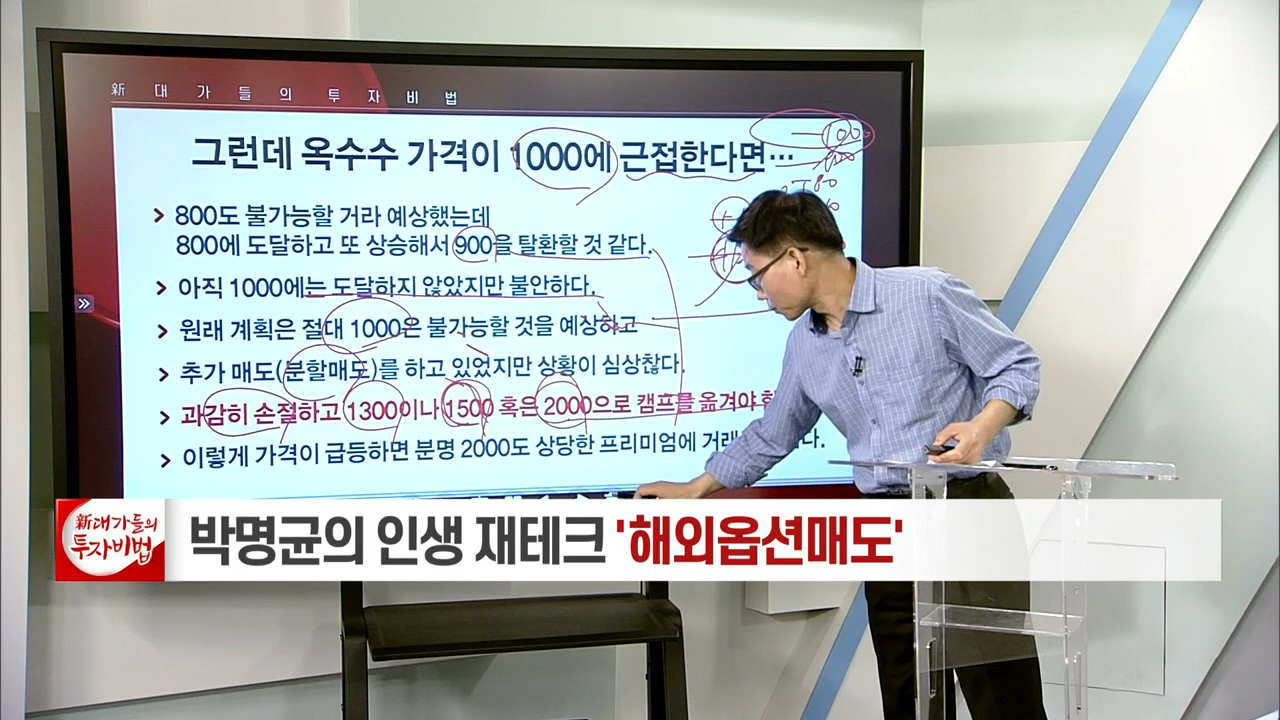 新 대 가 들 의 투 자 비 법
그런데 옥수수 가격이 1000에 근접한다면…
800도 불가능할 거라 예상했는데
800에 도달하고 또 상승해서 900을 탈환할 것 같다.
아직 1000에는 도달하지 않았지만 불안하다.
원래 계획은 절대 1000은 불가능할 것을 예상하고
추가 매도(분할매도)를 하고 있었지만 상황이 심상찮다.
과감히 손절하고 1300이나 1500 혹은 2000으로 캠프를 옮겨야
이렇게 가격이 급등하면 분명 2000도 상당한 프리미엄에
新대가들의
투자비법
박명균의 인생 재테크 '해외옵션매도'